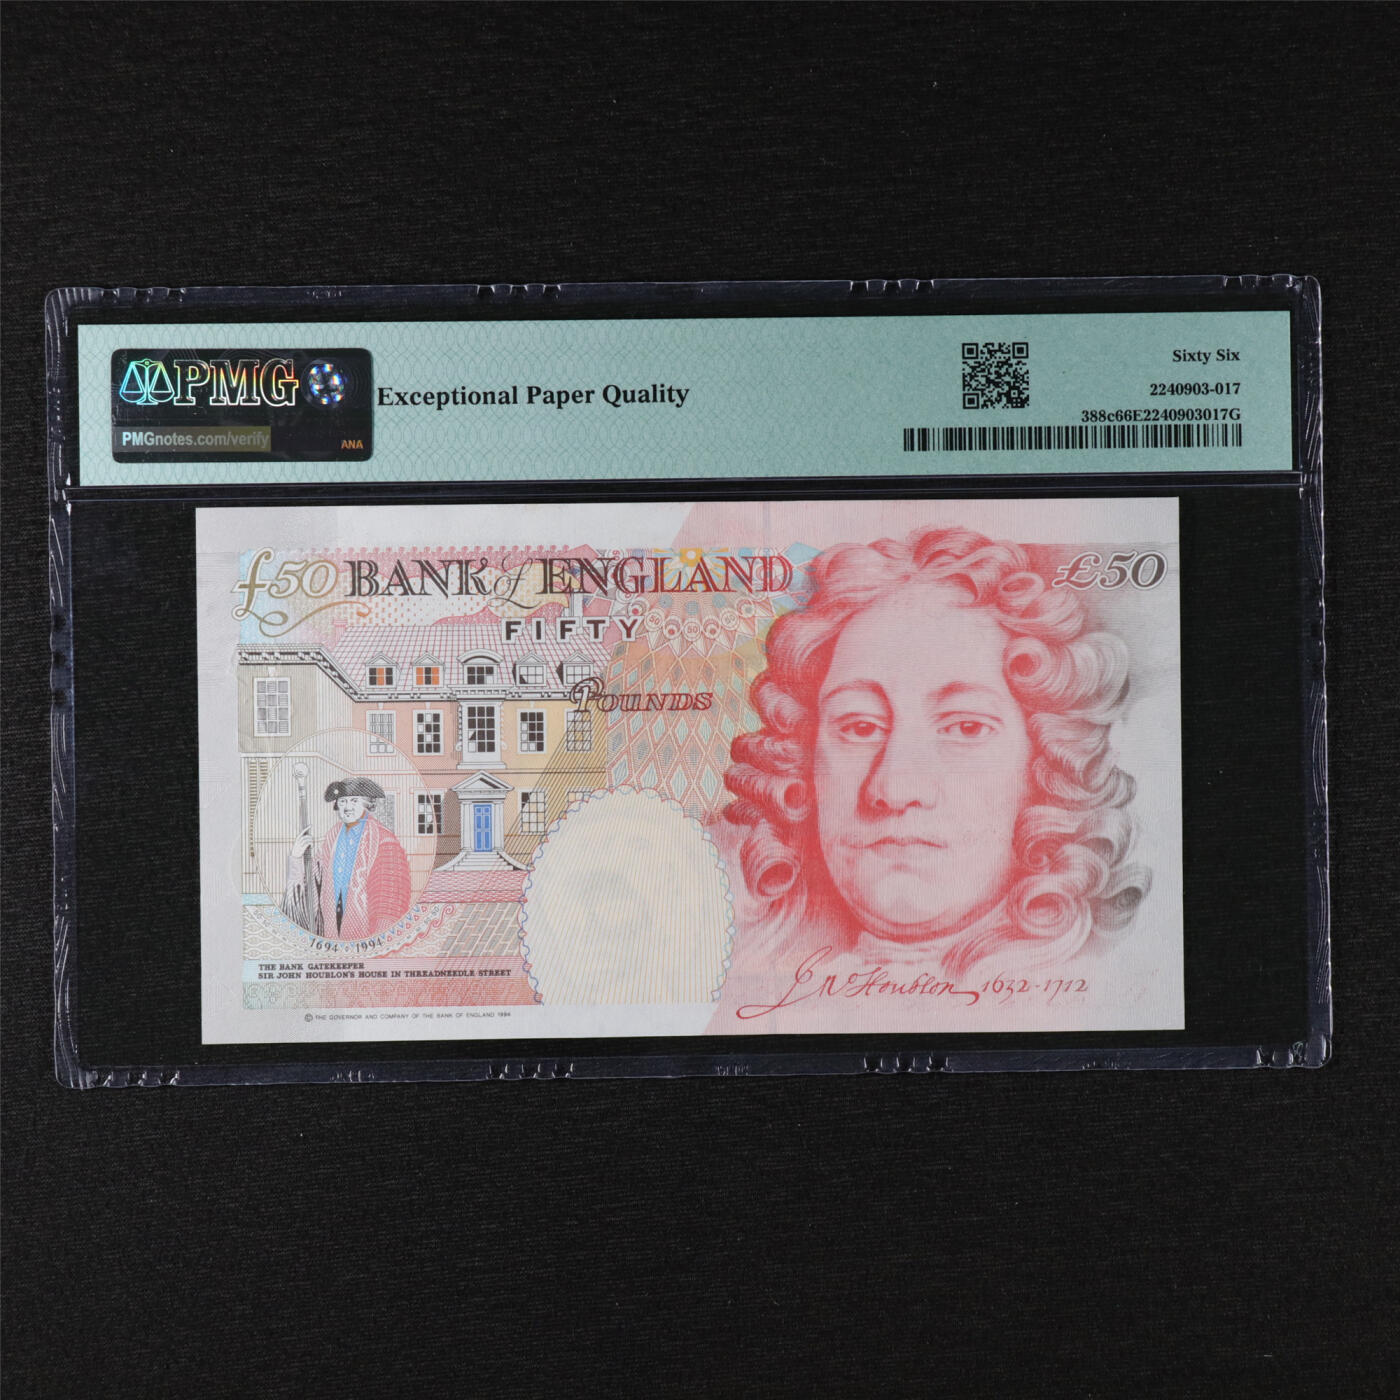 PMG
PMGnotes.com/verify
ANA
Exceptional Paper Quality
Sixty Six
2240903-017
388c66E2240903017G
£50 BANK of ENGLAND £50
FIFTY
POUNDS
1694 1994
THE BANK GATEKEEPER
SIR JOHN HOUBLON'S HOUSE IN THREADNEEDLE STREET
© THE GOVERNOR AND COMPANY OF THE BANK OF ENGLAND 1994
Houblon 1632-1712